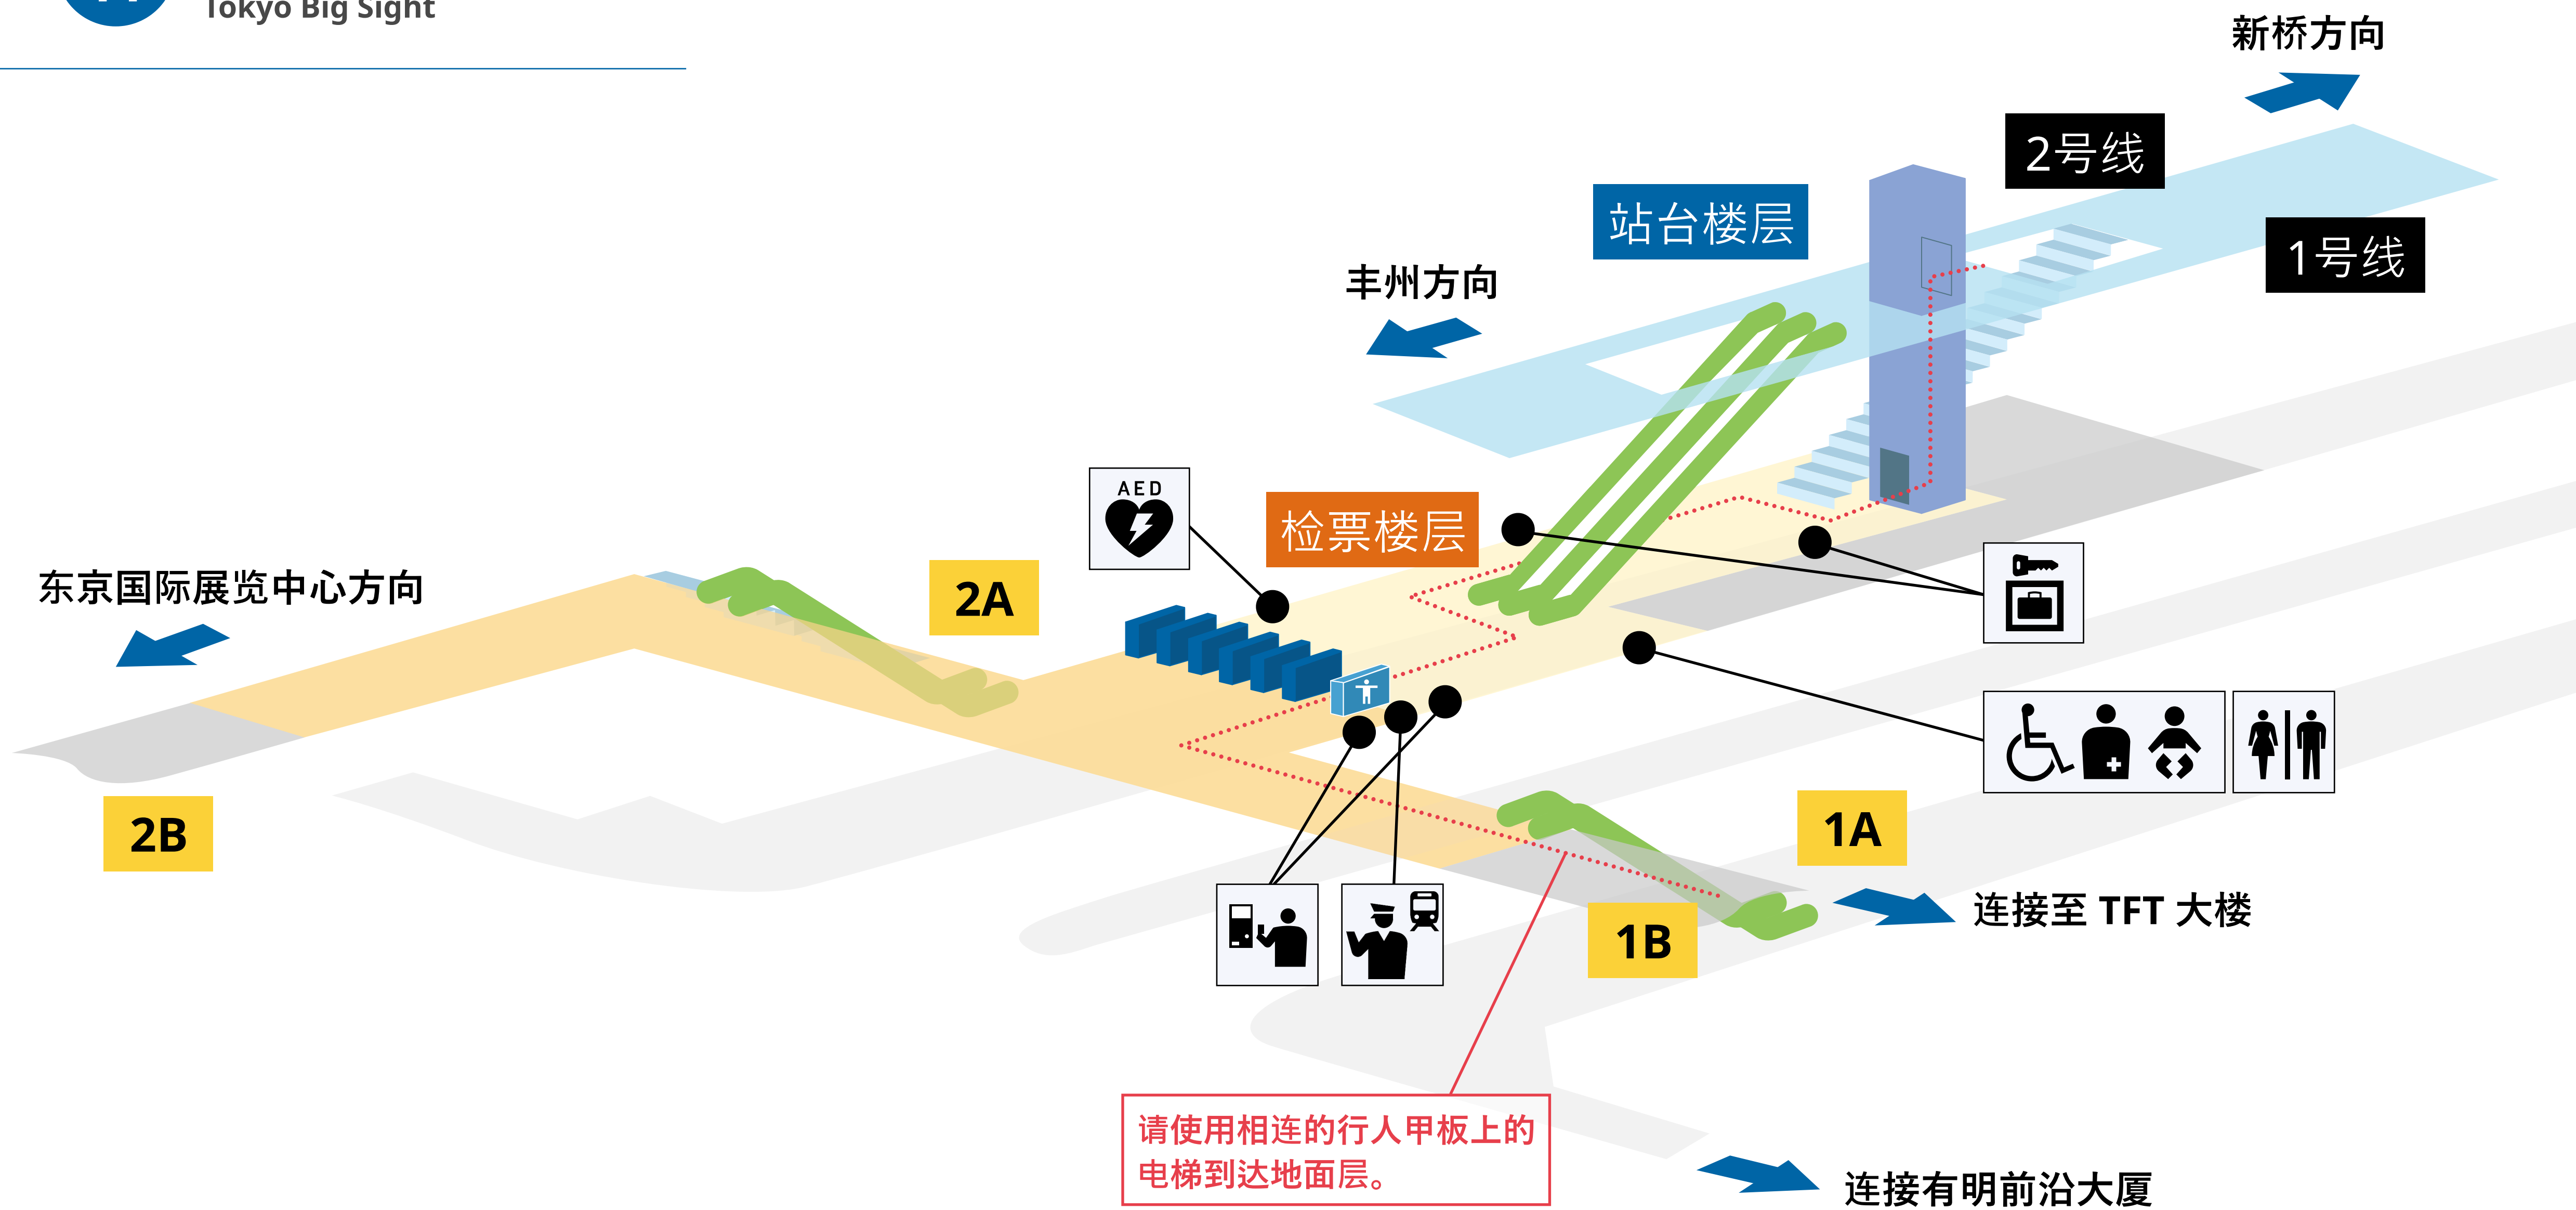 Tokyo Big Sight
新桥方向
2号线
站台楼层
1号线
丰州方向
AED
检票楼层
东京国际展览中心方向
2A
2B
1A
连接至 TFT 大楼
1B
请使用相连的行人甲板上的
电梯到达地面层。
连接有明前沿大厦